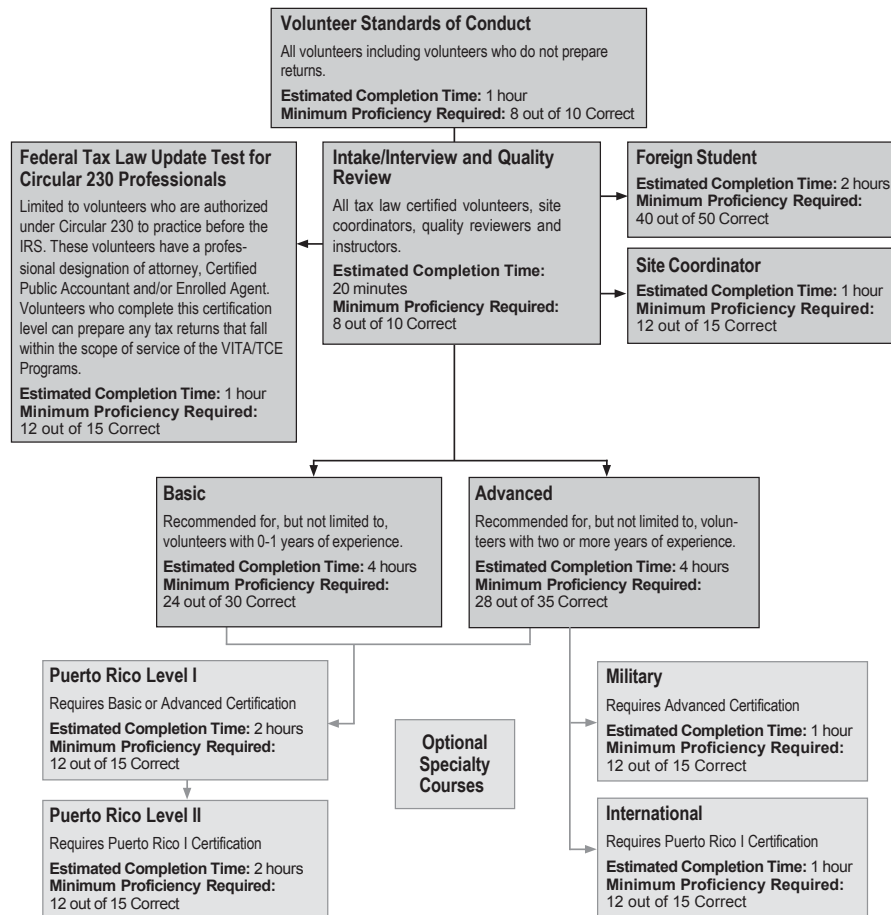 Volunteer Standards of Conduct
All volunteers including volunteers who do not prepare
returns.
Estimated Completion Time: 1 hour
Minimum Proficiency Required: 8 out of 10 Correct
Federal Tax Law Update Test for
Circular 230 Professionals
Limited to volunteers who are authorized
under Circular 230 to practice before the
IRS. These volunteers have a profes-
sional designation of attorney, Certified
Public Accountant and/or Enrolled Agent.
Volunteers who complete this certification
level can prepare any tax returns that fall
within the scope of service of the VITA/TCE
Programs.
Estimated Completion Time: 1 hour
Minimum Proficiency Required:
12 out of 15 Correct
Intake/Interview and Quality
Review
All tax law certified volunteers, site
coordinators, quality reviewers and
instructors.
Estimated Completion Time:
20 minutes
Minimum Proficiency Required:
8 out of 10 Correct
Foreign Student
Estimated Completion Time: 2 hours
Minimum Proficiency Required:
40 out of 50 Correct
Site Coordinator
Estimated Completion Time: 1 hour
Minimum Proficiency Required:
12 out of 15 Correct
Basic
Recommended for, but not limited to,
volunteers with 0-1 years of experience.
Estimated Completion Time: 4 hours
Minimum Proficiency Required:
24 out of 30 Correct
Advanced
Recommended for, but not limited to, volun-
teers with two or more years of experience.
Estimated Completion Time: 4 hours
Minimum Proficiency Required:
28 out of 35 Correct
Puerto Rico Level I
Requires Basic or Advanced Certification
Estimated Completion Time: 2 hours
Minimum Proficiency Required:
12 out of 15 Correct
Puerto Rico Level II
Requires Puerto Rico I Certification
Estimated Completion Time: 2 hours
Minimum Proficiency Required:
12 out of 15 Correct
Optional
Specialty
Courses
Military
Requires Advanced Certification
Estimated Completion Time: 1 hour
Minimum Proficiency Required:
12 out of 15 Correct
International
Requires Puerto Rico I Certification
Estimated Completion Time: 1 hour
Minimum Proficiency Required:
12 out of 15 Correct